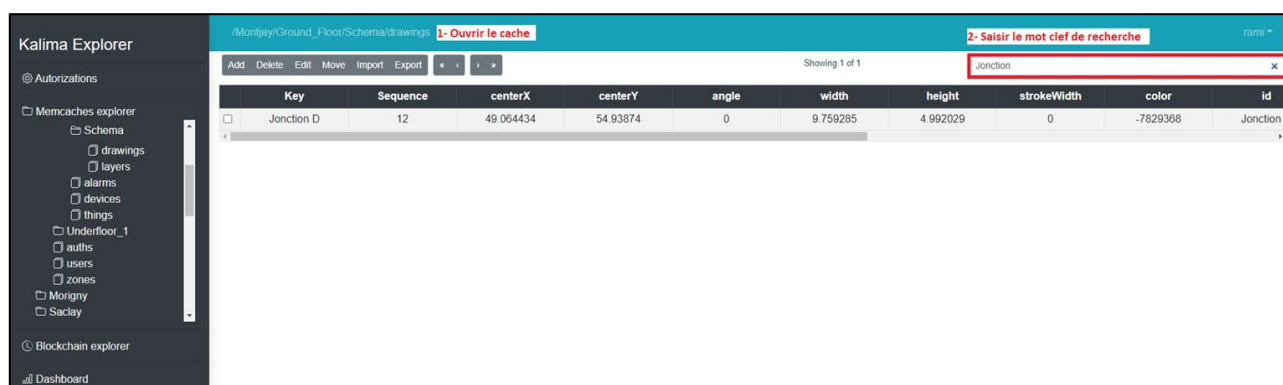 Kalima Explorer
Autorizations
Memcaches explorer
Schema
drawings
layers
alarms
devices
things
Underfloor_1
auths
users
zones
Morigny
Saclay
Blockchain explorer
Dashboard
/Montjay/Ground_Floor/Schema/drawings 1- Ouvrir le cache 2- Saisir le mot clef de recherche rami
Add Delete Edit Move Import Export « ‹ › » Showing 1 of 1 Jonction ×
Key Sequence centerX centerY angle width height strokeWidth color id
Jonction D 12 49.064434 54.93874 0 9.759285 4.992029 0 -7829368 Jonction